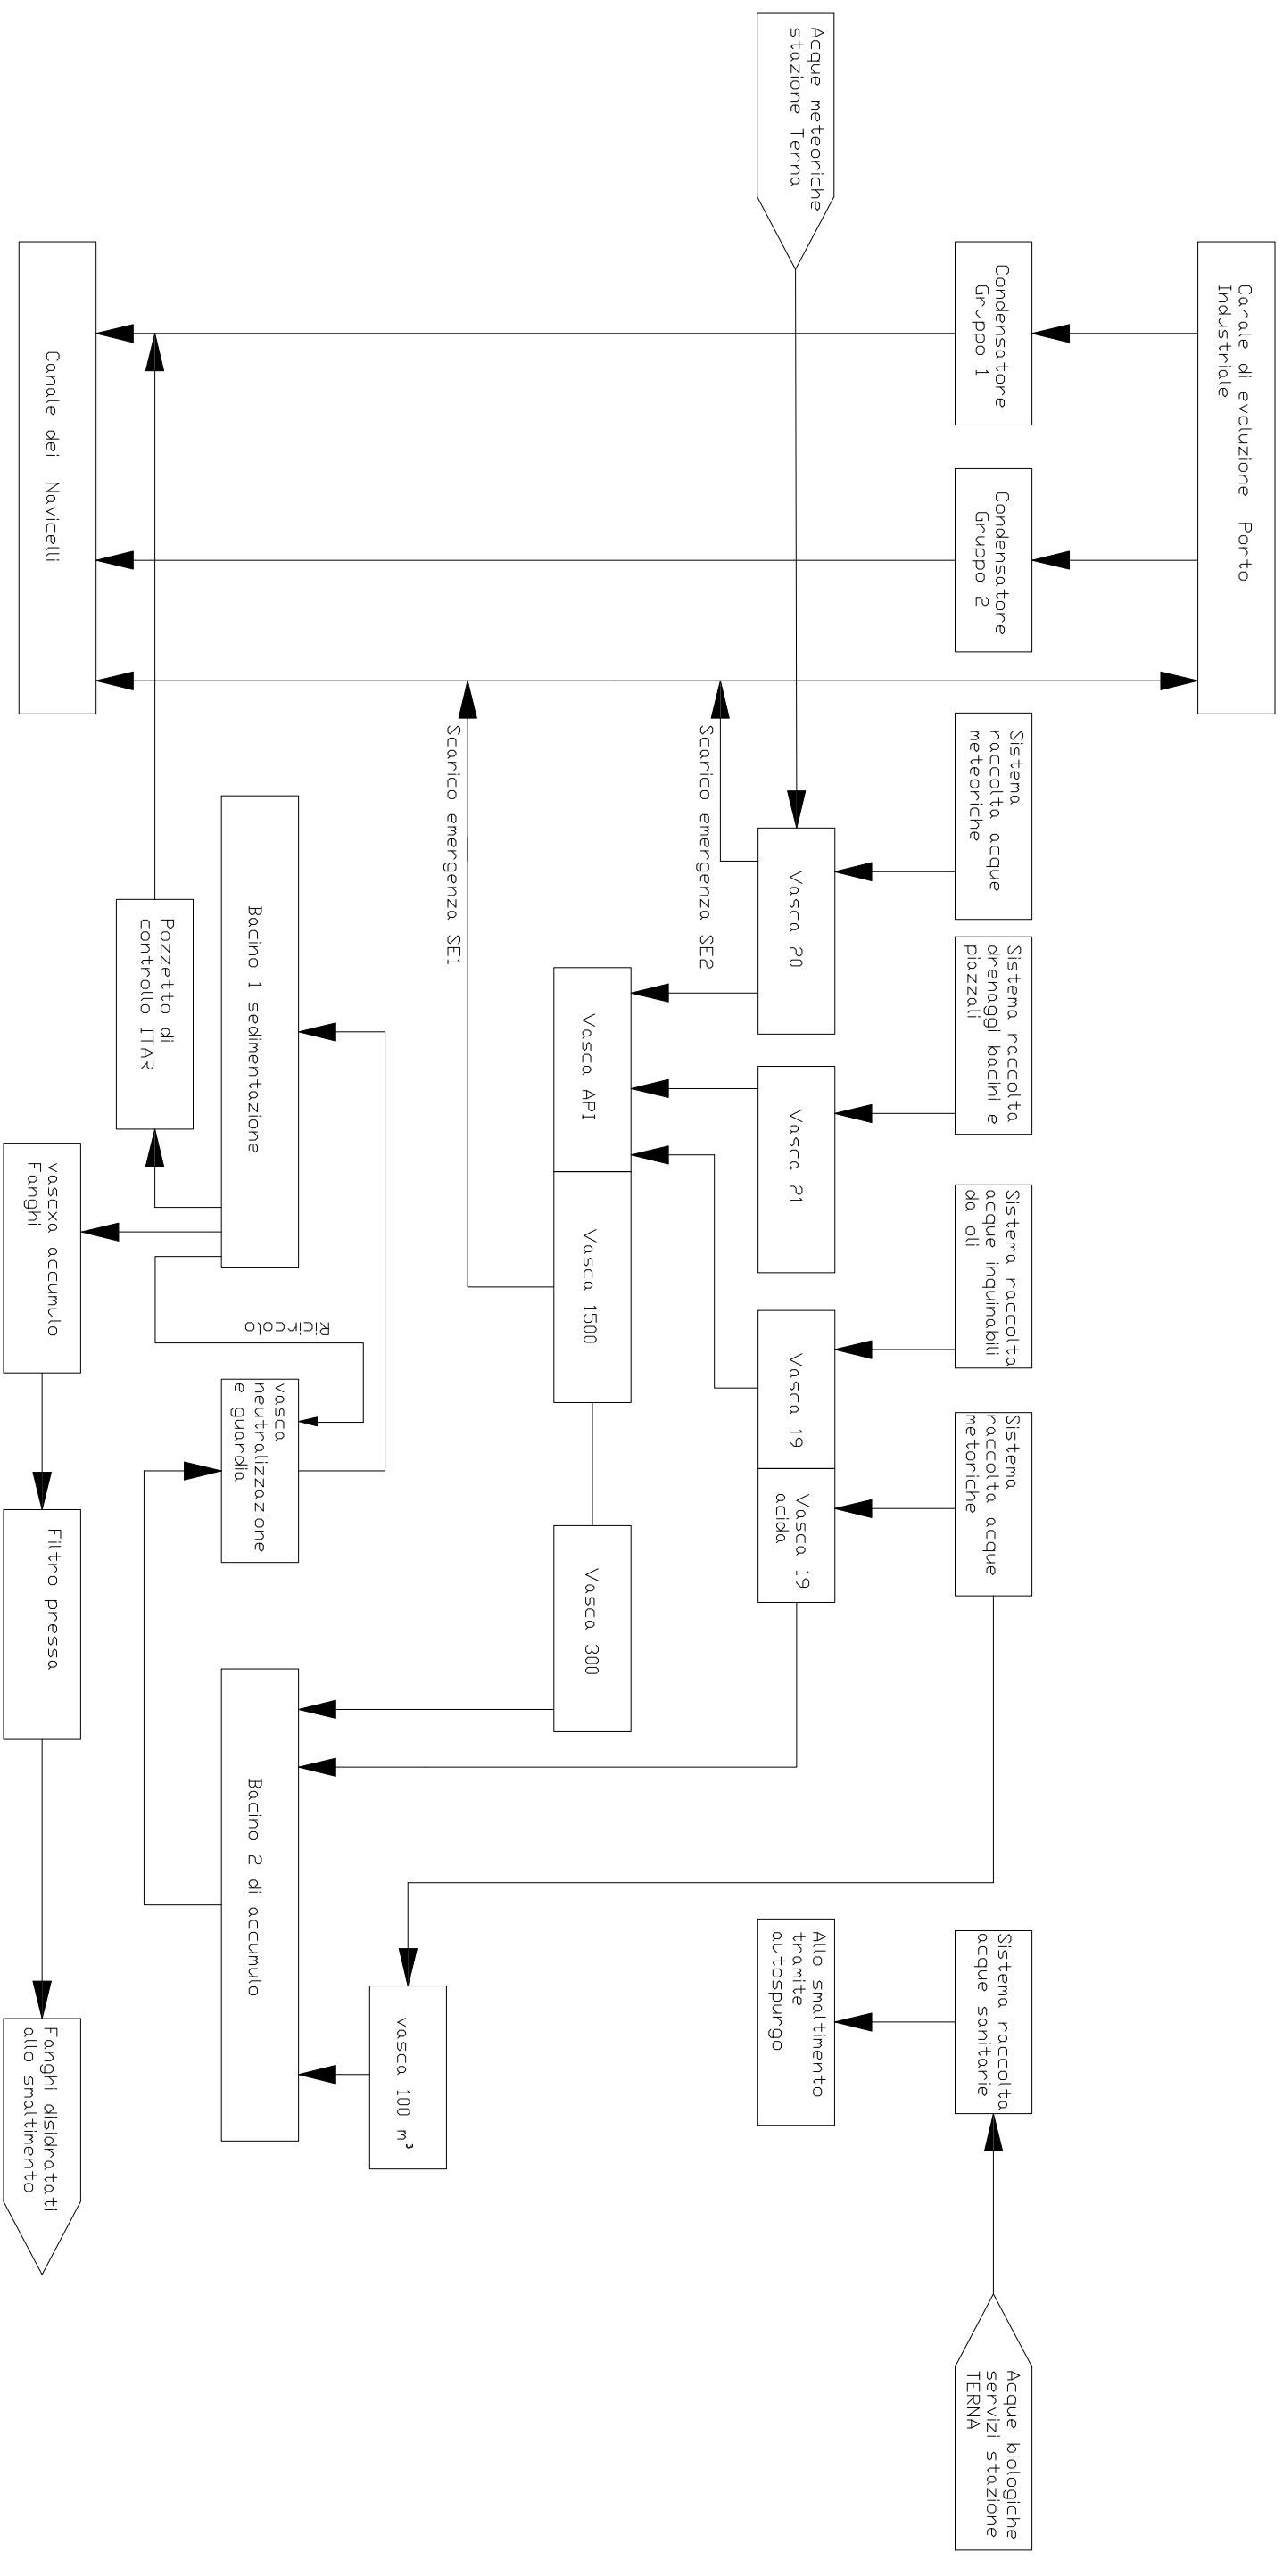 Canale di evoluzione Porto
Industriale
Condensatore
Gruppo 1
Condensatore
Gruppo 2
Sistema
raccolta acque
meteoriche
Sistema raccolta
drenaggi bacini e
piazzali
Sistema raccolta
acque inquinabili
da oli
Sistema
raccolta acque
metoriche
Sistema raccolta
acque sanitarie
Acque biologiche
servizi stazione
TERNA
Acque meteoriche
stazione Terna
Vasca 20
Vasca 21
Vasca 19
Vasca 19
acida
Allo smaltimento
tramite
autospurgo
Scarico emergenza SE2
Vasca API
Vasca 1500
Vasca 300
Scarico emergenza SE1
vasca 100 m³
Ricircolo
Bacino 1 sedimentazione
vasca
neutralizzazione
e guardia
Bacino 2 di accumulo
Pozzetto di
controllo ITAR
Canale dei Navicelli
vascxa accumulo
Fanghi
Filtro pressa
Fanghi disidratati
allo smaltimento